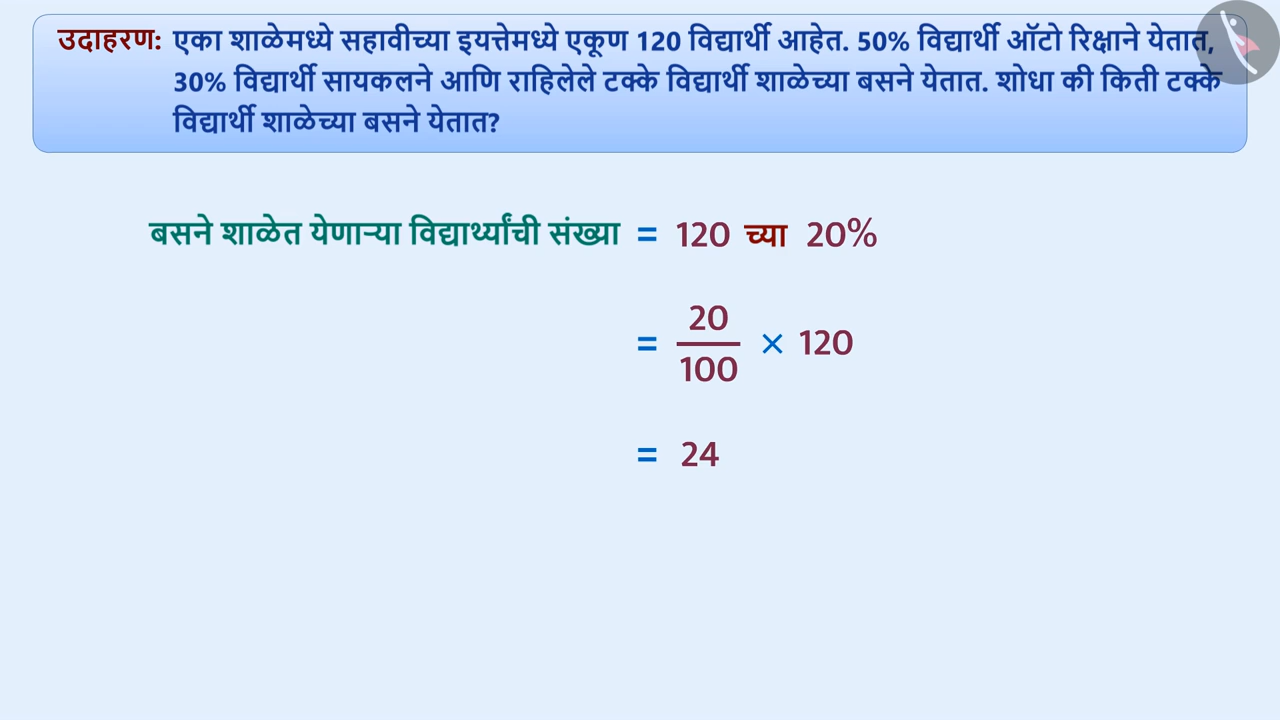 उदाहरण: एका शाळेमध्ये सहावीच्या इयत्तेमध्ये एकूण 120 विद्यार्थी आहेत. 50% विद्यार्थी ऑटो रिक्षाने येतात,
30% विद्यार्थी सायकलने आणि राहिलेले टक्के विद्यार्थी शाळेच्या बसने येतात. शोधा की किती टक्के
विद्यार्थी शाळेच्या बसने येतात?
बसने शाळेत येणाऱ्या विद्यार्थ्यांची संख्या = 120 च्या 20%
= 20/100 × 120
= 24